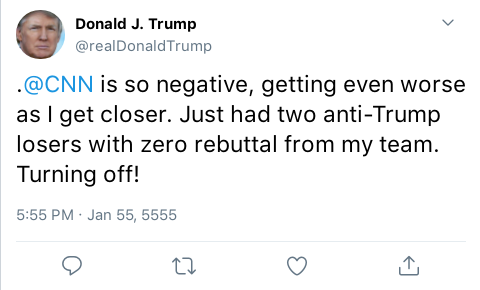 Donald J. Trump
@realDonaldTrump
.@CNN is so negative, getting even worse
as I get closer. Just had two anti-Trump
losers with zero rebuttal from my team.
Turning off!
5:55 PM · Jan 55, 5555